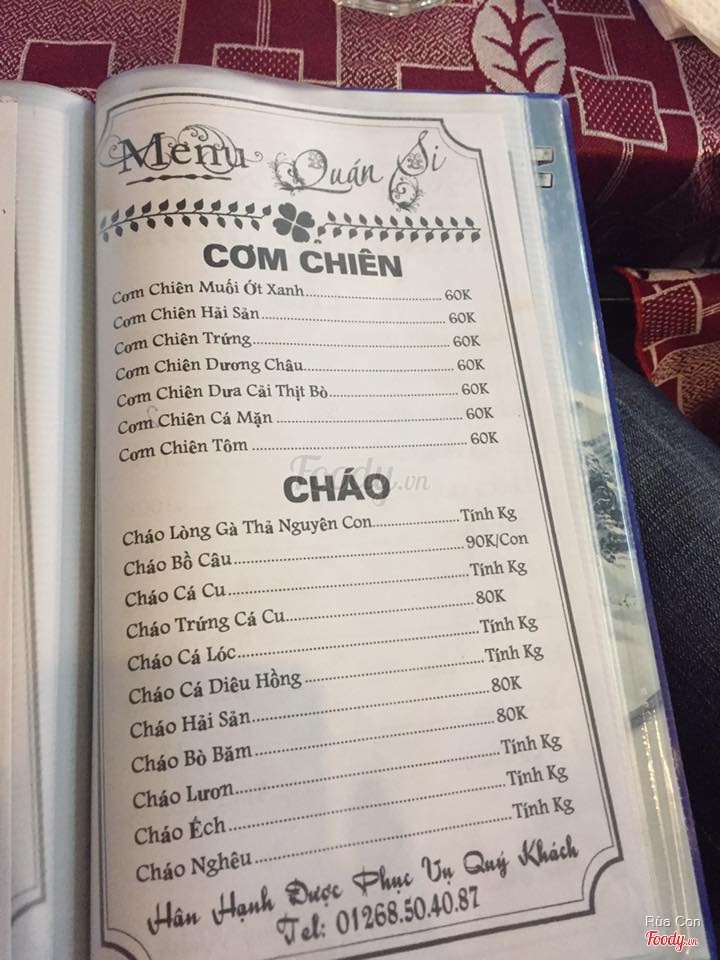 Menu Quán Si
CƠM CHIÊN
Cơm Chiên Muối Ớt Xanh 60K
Cơm Chiên Hải Sản 60K
Cơm Chiên Trứng 60K
Cơm Chiên Dương Châu 60K
Cơm Chiên Dưa Cải Thịt Bò 60K
Cơm Chiên Cá Mặn 60K
Cơm Chiên Tôm 60K
Foody.vn
CHÁO
Cháo Lòng Gà Thả Nguyên Con Tính Kg
Cháo Bồ Câu 90K/Con
Cháo Cá Cu Tính Kg
Cháo Trứng Cá Cu 80K
Cháo Cá Lóc Tính Kg
Cháo Cá Diêu Hồng Tính Kg
Cháo Hải Sản 80K
Cháo Bò Bằm 80K
Cháo Lươn Tính Kg
Cháo Ếch Tính Kg
Cháo Nghêu Tính Kg
Hân Hạnh Được Phục Vụ Quý Khách
Tel: 01268.50.40.87
Rùa Con
Foody.vn